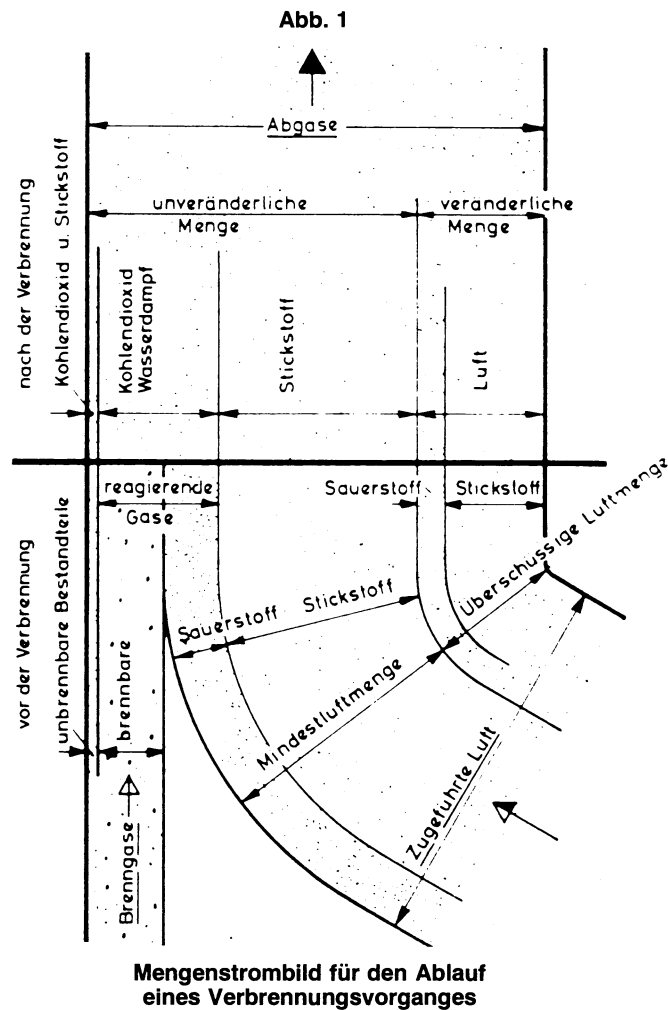 Abb. 1
Abgase
unveränderliche
Menge
veränderliche
Menge
nach der Verbrennung
Kohlendioxid u. Stickstoff
Kohlendioxid
Wasserdampf
Stickstoff
Luft
reagierende
Gase
Sauerstoff
Stickstoff
vor der Verbrennung
unbrennbare Bestandteile
brennbare
Brenngase
Sauerstoff
Stickstoff
Überschüssige Luftmenge
Mindestluftmenge
Zugeführte Luft
Mengenstrombild für den Ablauf
eines Verbrennungsvorganges